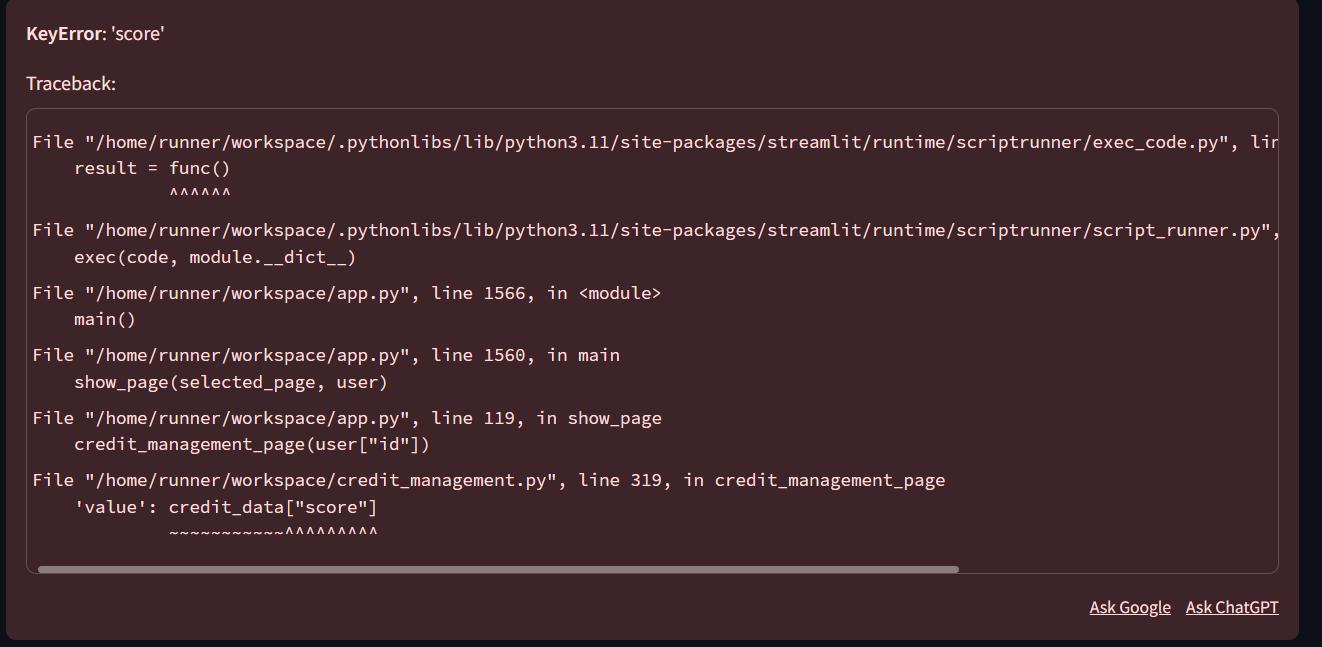 KeyError: 'score'
Traceback:
File "/home/runner/workspace/.pythonlibs/lib/python3.11/site-packages/streamlit/runtime/scriptrunner/exec_code.py", lin
result = func()
^^^^^^
File "/home/runner/workspace/.pythonlibs/lib/python3.11/site-packages/streamlit/runtime/scriptrunner/script_runner.py",
exec(code, module.__dict__)
File "/home/runner/workspace/app.py", line 1566, in <module>
main()
File "/home/runner/workspace/app.py", line 1560, in main
show_page(selected_page, user)
File "/home/runner/workspace/app.py", line 119, in show_page
credit_management_page(user["id"])
File "/home/runner/workspace/credit_management.py", line 319, in credit_management_page
'value': credit_data["score"]
~~~~~~~~~~~^^^^^^^^^
Ask Google Ask ChatGPT